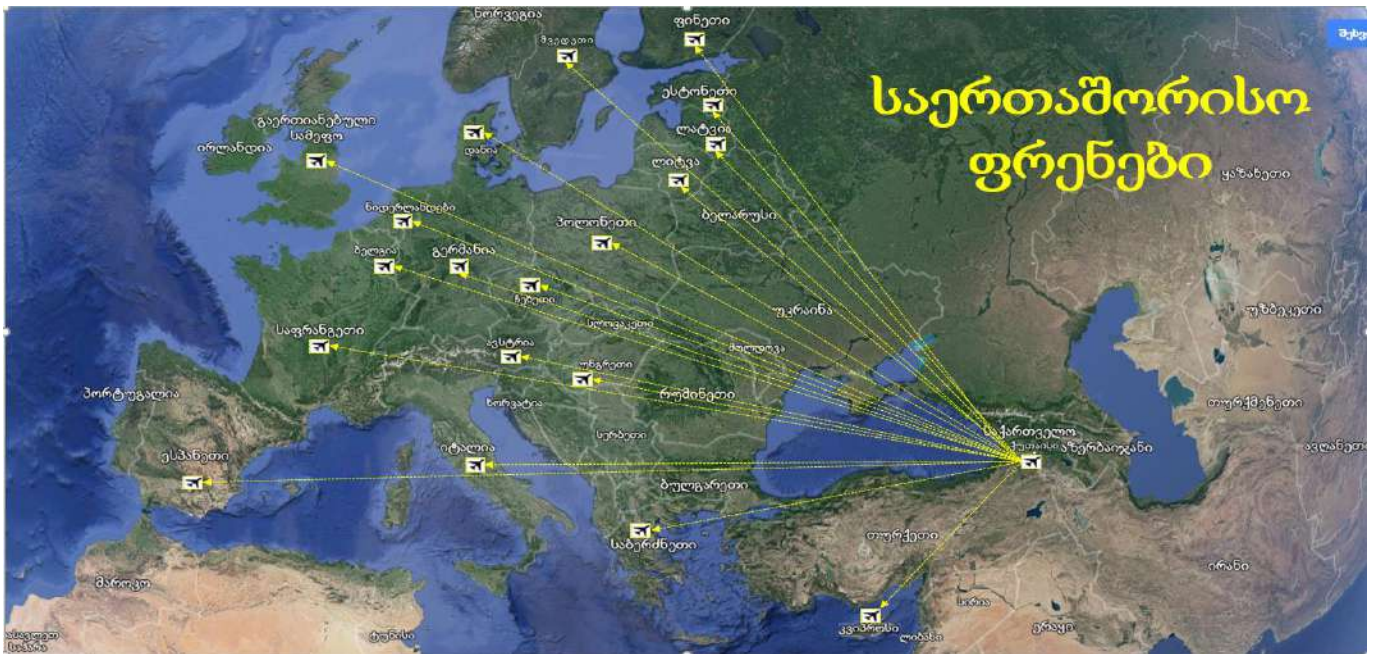 ნორვეგია
ფინეთი
შვედეთი
საერთაშორისო
ფრენები
ესტონეთი
გაერთიანებული
სამეფო
ლატვია
ირლანდია
დანია
ლიტვა
ყაზახეთი
ნიდერლანდები
ბელარუსი
პოლონეთი
ბელგია
გერმანია
ჩეხეთი
უკრაინა
უზბეკეთი
სლოვაკეთი
საფრანგეთი
ავსტრია
მოლდოვა
უნგრეთი
პორტუგალია
რუმინეთი
ხორვატია
თურქმენეთი
საქართველო
სერბეთი
იტალია
ქუთაისი
აზერბაიჯანი
ავღანეთი
ესპანეთი
ბულგარეთი
თურქეთი
საბერძნეთი
ირანი
მაროკო
სირია
კვიპროსი
ლიბანი
ერაყი
ტუნისი